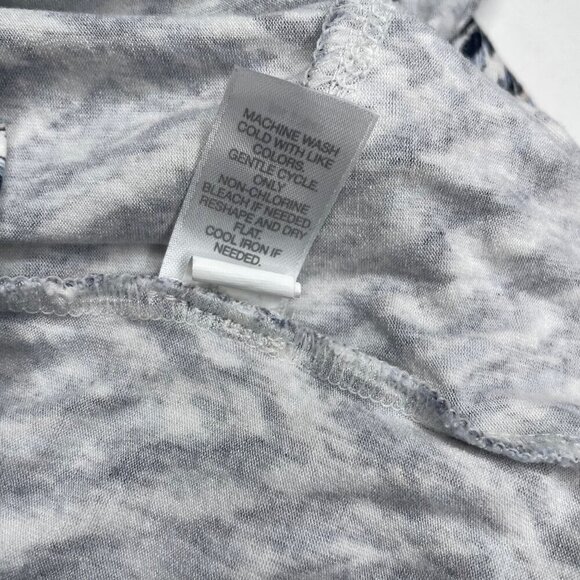 MACHINE WASH
COLD WITH LIKE
COLORS.
GENTLE CYCLE.
ONLY
NON-CHLORINE
BLEACH IF NEEDED
RESHAPE AND DRY
FLAT.
COOL IRON IF
NEEDED.